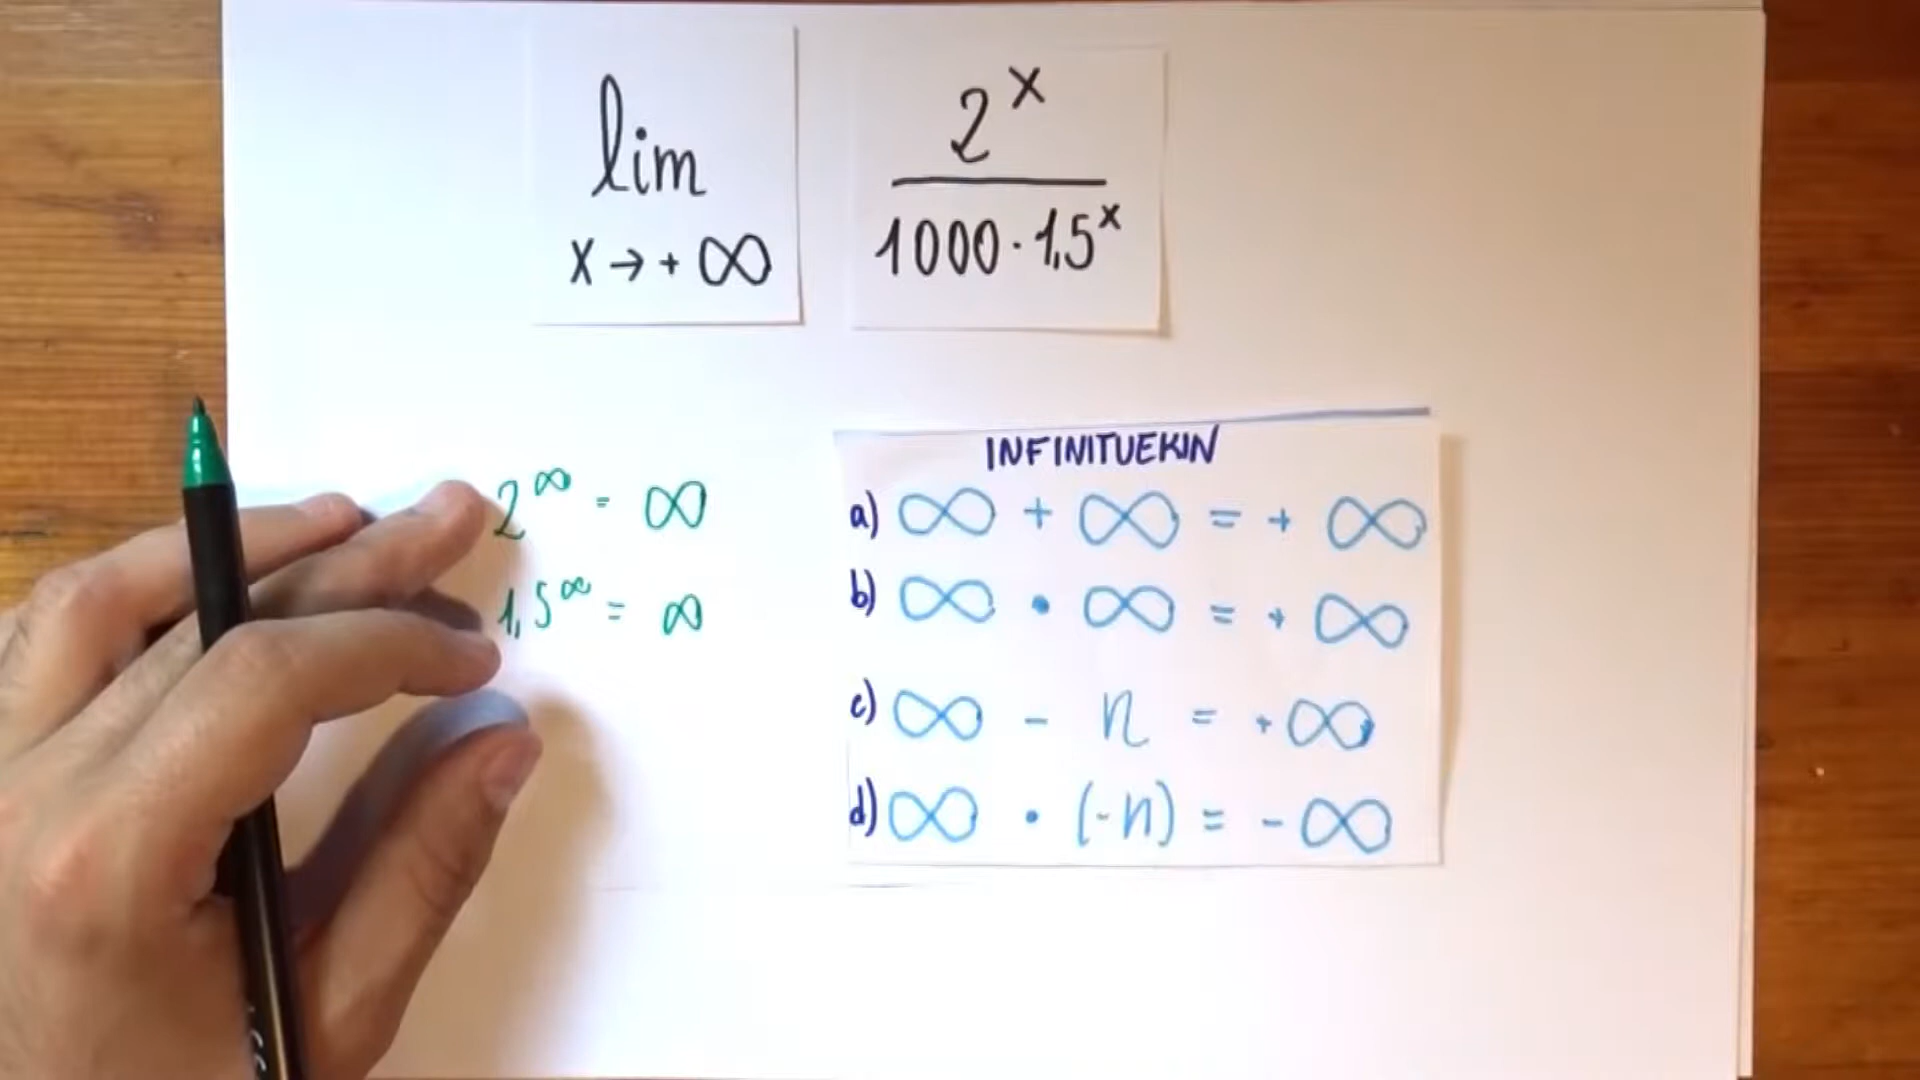 lim
x → + ∞
2^x
1000 · 1,5^x
2^∞ = ∞
1,5^∞ = ∞
INFINITUEKIN
a) ∞ + ∞ = + ∞
b) ∞ · ∞ = + ∞
c) ∞ - n = + ∞
d) ∞ · (-n) = - ∞